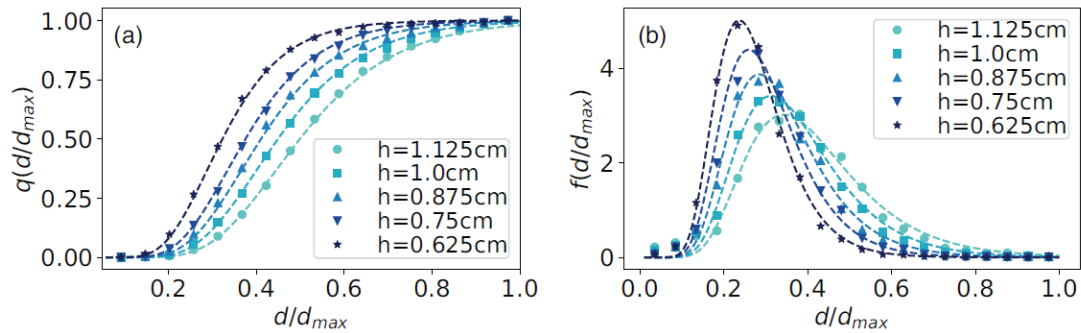 (a)
q(d/d_max)
1.00
0.75
0.50
0.25
0.00
h=1.125cm
h=1.0cm
h=0.875cm
h=0.75cm
h=0.625cm
0.2 0.4 0.6 0.8 1.0
d/d_max
(b)
f(d/d_max)
4
2
0
h=1.125cm
h=1.0cm
h=0.875cm
h=0.75cm
h=0.625cm
0.0 0.2 0.4 0.6 0.8 1.0
d/d_max